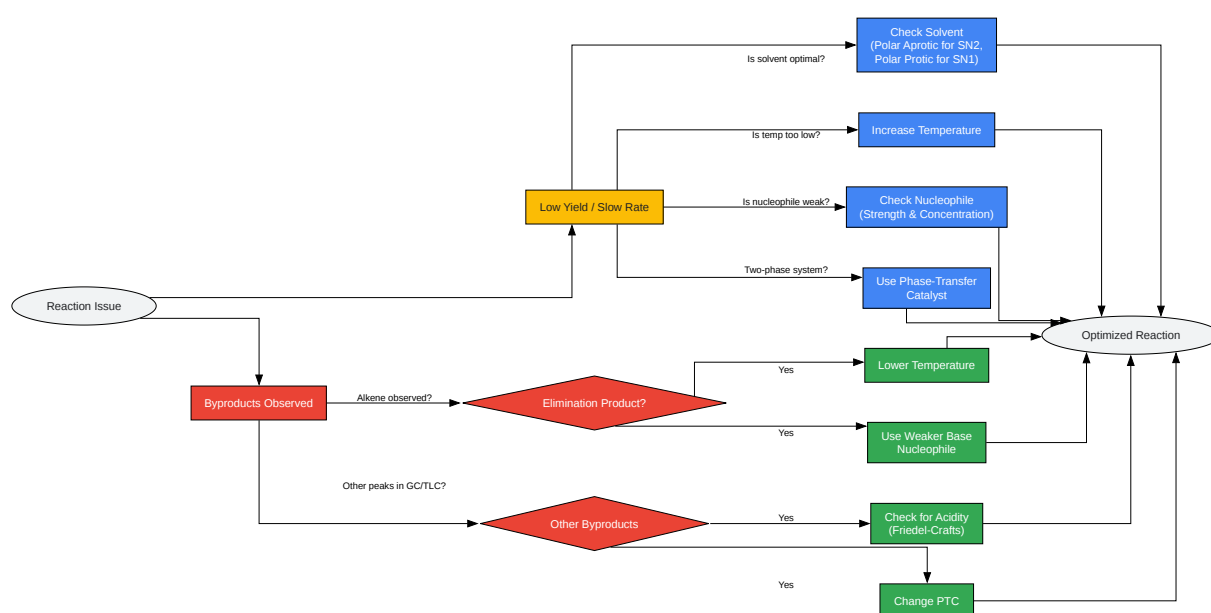 Check Solvent
(Polar Aprotic for SN2,
Polar Protic for SN1)
Is solvent optimal?
Increase Temperature
Is temp too low?
Low Yield / Slow Rate
Is nucleophile weak?
Check Nucleophile
(Strength & Concentration)
Two-phase system?
Use Phase-Transfer
Catalyst
Reaction Issue
Optimized Reaction
Lower Temperature
Yes
Byproducts Observed
Alkene observed?
Elimination Product?
Yes
Use Weaker Base
Nucleophile
Other peaks in GC/TLC?
Other Byproducts
Yes
Check for Acidity
(Friedel-Crafts)
Yes
Change PTC